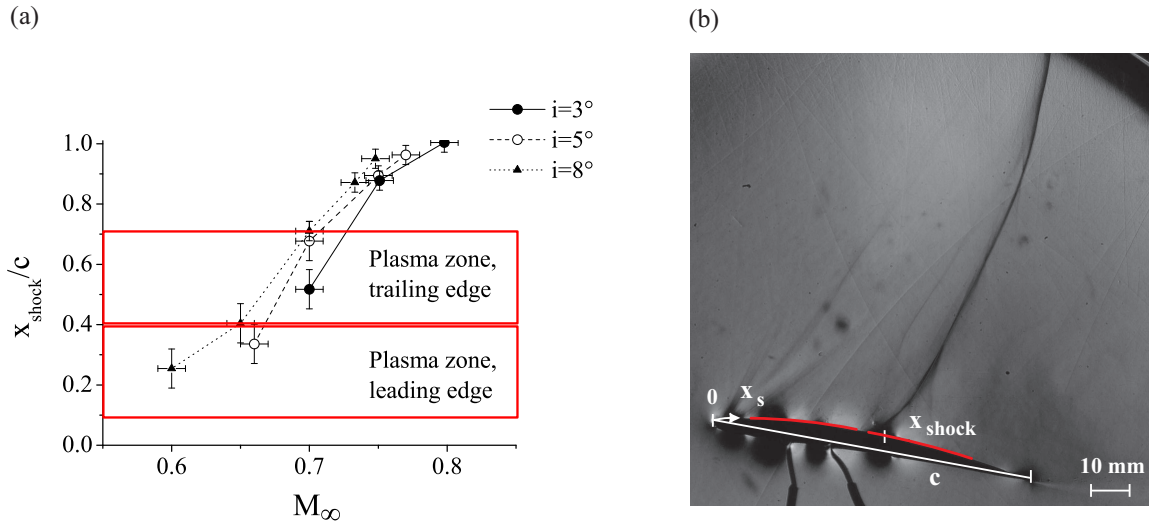 (a)
(b)
i=3°
i=5°
i=8°
1.0
0.8
0.6
0.4
0.2
0.0
x_shock/c
Plasma zone,
trailing edge
Plasma zone,
leading edge
0.6
0.7
0.8
M_∞
0
x_s
x_shock
c
10 mm